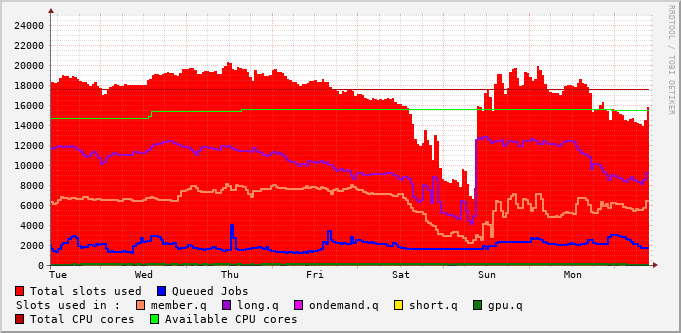 24000
22000
20000
18000
16000
14000
12000
10000
8000
6000
4000
2000
0
Tue Wed Thu Fri Sat Sun Mon
RRDTOOL / TOBI OETIKER
Total slots used Queued Jobs
Slots used in : member.q long.q ondemand.q short.q gpu.q
Total CPU cores Available CPU cores